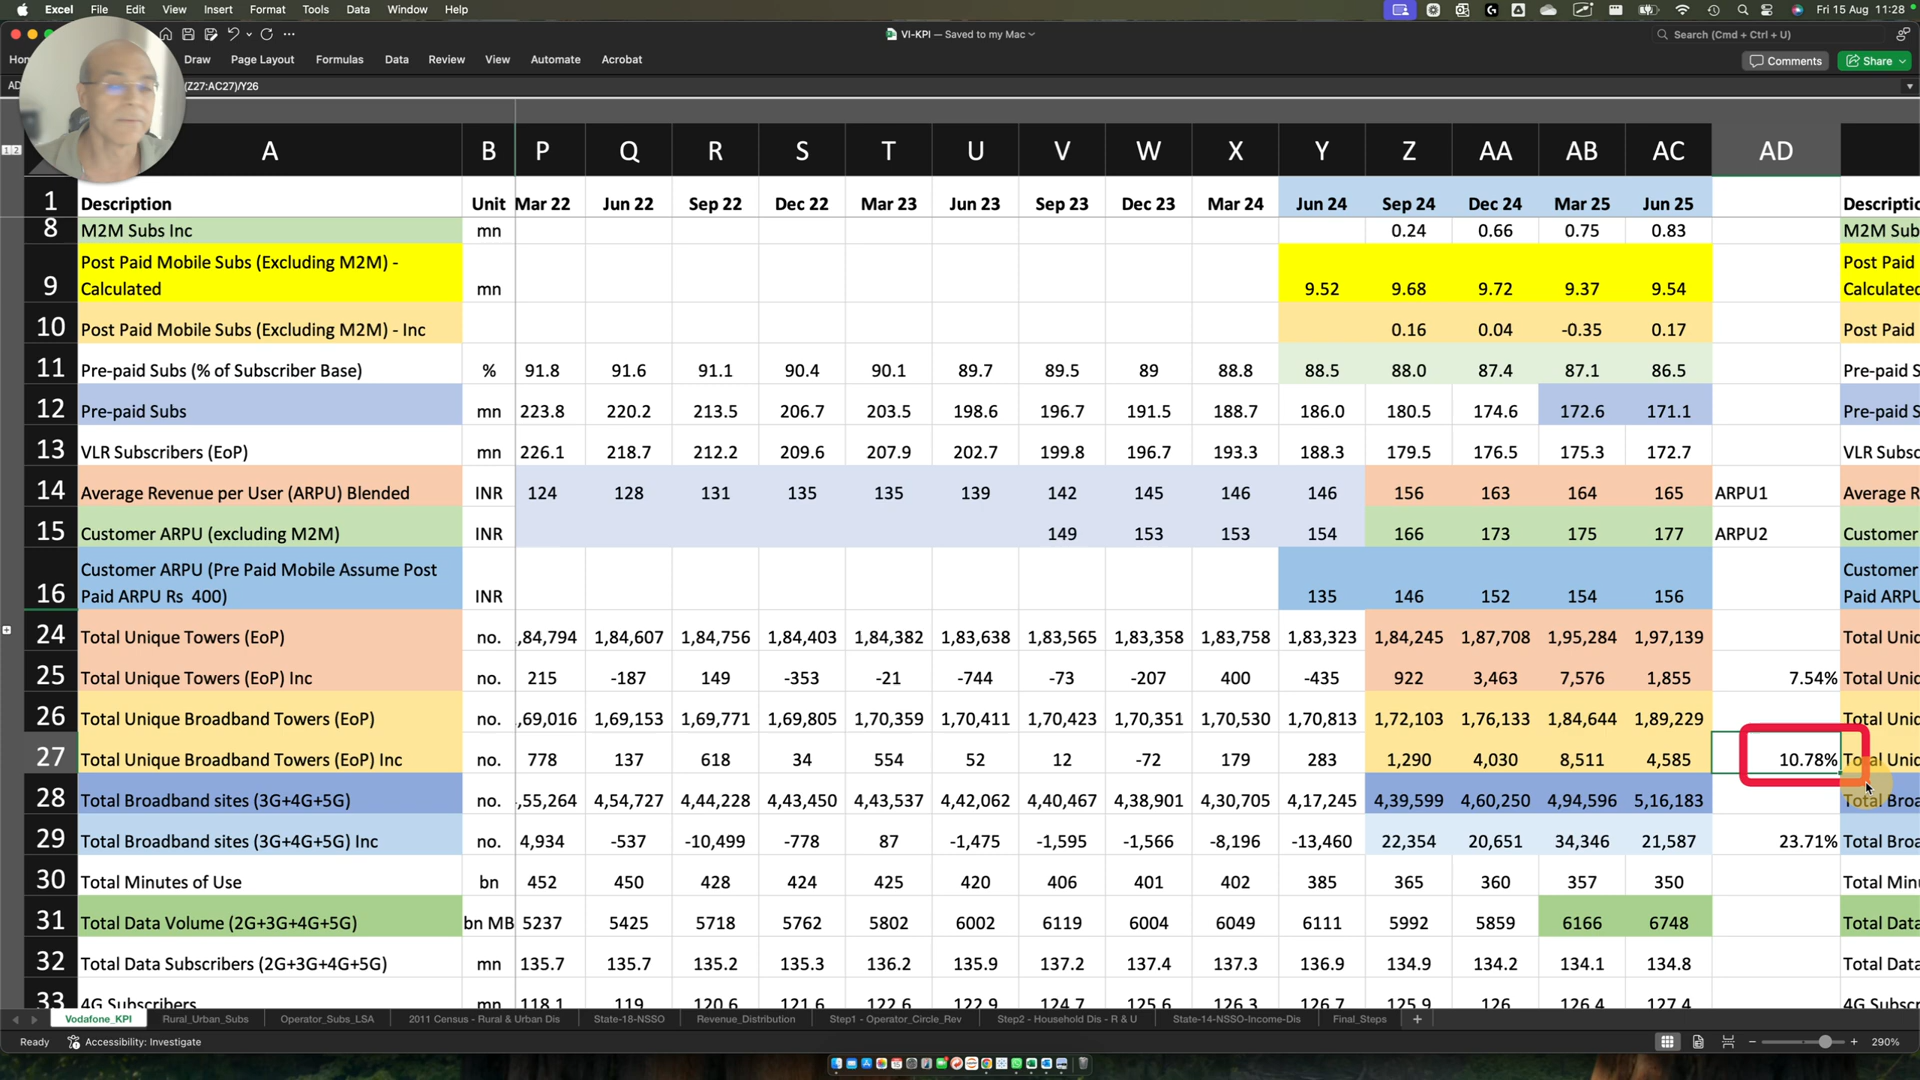 Excel File Edit View Insert Format Tools Data Window Help Fri 15 Aug 11:28
VI-KPI — Saved to my Mac Search (Cmd + Ctrl + U)
Draw Page Layout Formulas Data Review View Automate Acrobat Comments Share
(Z27:AC27)/Y26
A B P Q R S T U V W X Y Z AA AB AC AD
1 Description Unit Mar 22 Jun 22 Sep 22 Dec 22 Mar 23 Jun 23 Sep 23 Dec 23 Mar 24 Jun 24 Sep 24 Dec 24 Mar 25 Jun 25
8 M2M Subs Inc mn 0.24 0.66 0.75 0.83 M2M Sub
Post Paid Mobile Subs (Excluding M2M) - Post Paid
9 Calculated mn 9.52 9.68 9.72 9.37 9.54
10 Post Paid Mobile Subs (Excluding M2M) - Inc 0.16 0.04 -0.35 0.17 Post Paid
11 Pre-paid Subs (% of Subscriber Base) % 91.8 91.6 91.1 90.4 90.1 89.7 89.5 89 88.8 88.5 88.0 87.4 87.1 86.5 Pre-paid S
12 Pre-paid Subs mn 223.8 220.2 213.5 206.7 203.5 198.6 196.7 191.5 188.7 186.0 180.5 174.6 172.6 171.1 Pre-paid S
13 VLR Subscribers (EoP) mn 226.1 218.7 212.2 209.6 207.9 202.7 199.8 196.7 193.3 188.3 179.5 176.5 175.3 172.7 VLR Subsc
14 Average Revenue per User (ARPU) Blended INR 124 128 131 135 135 139 142 145 146 146 156 163 164 165 ARPU1 Average R
15 Customer ARPU (excluding M2M) INR 149 153 153 154 166 173 175 177 ARPU2 Customer
Customer ARPU (Pre Paid Mobile Assume Post Customer
16 Paid ARPU Rs 400) INR 135 146 152 154 156 Paid ARPU
24 Total Unique Towers (EoP) no. ,84,794 1,84,607 1,84,756 1,84,403 1,84,382 1,83,638 1,83,565 1,83,358 1,83,758 1,83,323 1,84,245 1,87,708 1,95,284 1,97,139 Total Unic
25 Total Unique Towers (EoP) Inc no. 215 -187 149 -353 -21 -744 -73 -207 400 -435 922 3,463 7,576 1,855 7.54% Total Unic
26 Total Unique Broadband Towers (EoP) no. ,69,016 1,69,153 1,69,771 1,69,805 1,70,359 1,70,411 1,70,423 1,70,351 1,70,530 1,70,813 1,72,103 1,76,133 1,84,644 1,89,229 Total Unic
27 Total Unique Broadband Towers (EoP) Inc no. 778 137 618 34 554 52 12 -72 179 283 1,290 4,030 8,511 4,585 10.78% Total Unic
28 Total Broadband sites (3G+4G+5G) no. ,55,264 4,54,727 4,44,228 4,43,450 4,43,537 4,42,062 4,40,467 4,38,901 4,30,705 4,17,245 4,39,599 4,60,250 4,94,596 5,16,183 Total Broa
29 Total Broadband sites (3G+4G+5G) Inc no. 4,934 -537 -10,499 -778 87 -1,475 -1,595 -1,566 -8,196 -13,460 22,354 20,651 34,346 21,587 23.71% Total Broa
30 Total Minutes of Use bn 452 450 428 424 425 420 406 401 402 385 365 360 357 350 Total Min
31 Total Data Volume (2G+3G+4G+5G) bn MB 5237 5425 5718 5762 5802 6002 6119 6004 6049 6111 5992 5859 6166 6748 Total Data
32 Total Data Subscribers (2G+3G+4G+5G) mn 135.7 135.7 135.2 135.3 136.2 135.9 137.2 137.4 137.3 136.9 134.9 134.2 134.1 134.8 Total Data
33 4G Subscribers mn 118.1 119 120.6 121.6 122.6 122.9 124.7 125.6 126.3 126.7 125.9 126 126.4 127.4 4G Subsc
Vodafone_KPI Rural_Urban_Subs Operator_Subs_LSA 2011 Census - Rural & Urban Dis State-18-NSSO Revenue_Distribution Step1 - Operator_Circle_Rev Step2 - Household Dis - R & U State-14-NSSO-Income-Dis Final_Steps +
Ready Accessibility: Investigate 290%